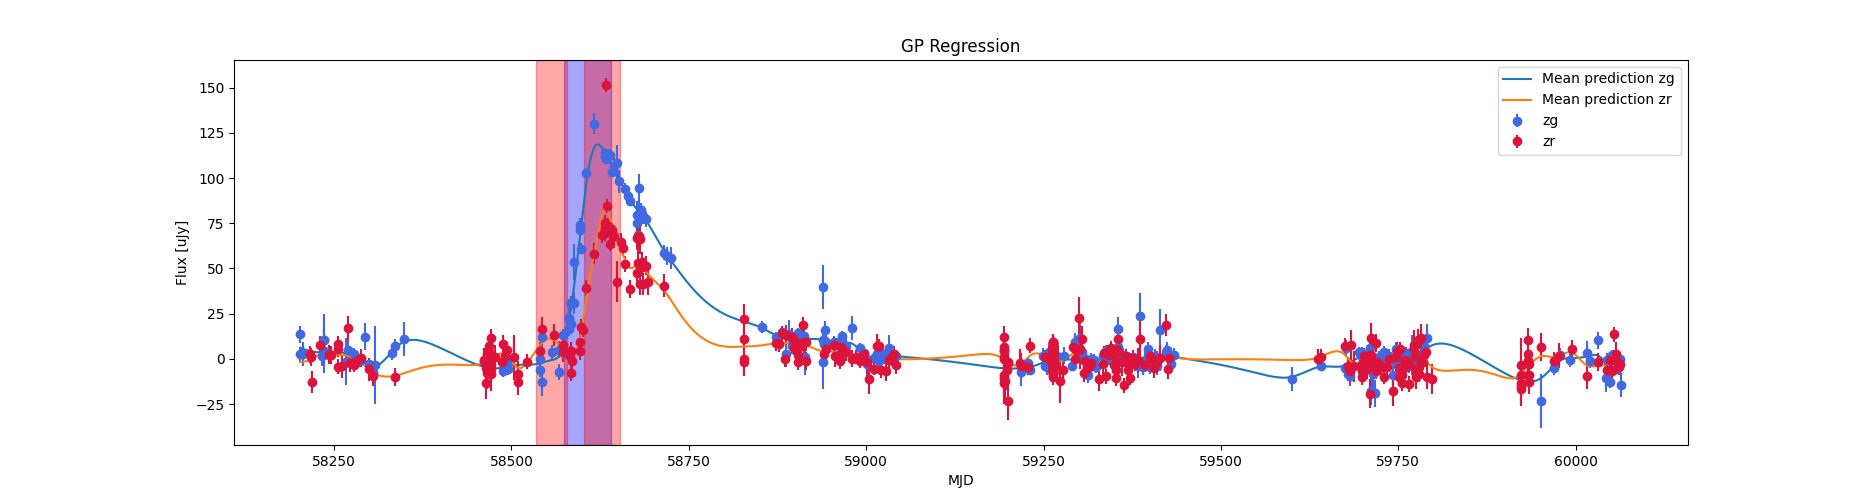 GP Regression
Flux [uJy]
150
125
100
75
50
25
0
−25
58250
58500
58750
59000
59250
59500
59750
60000
MJD
Mean prediction zg
Mean prediction zr
zg
zr